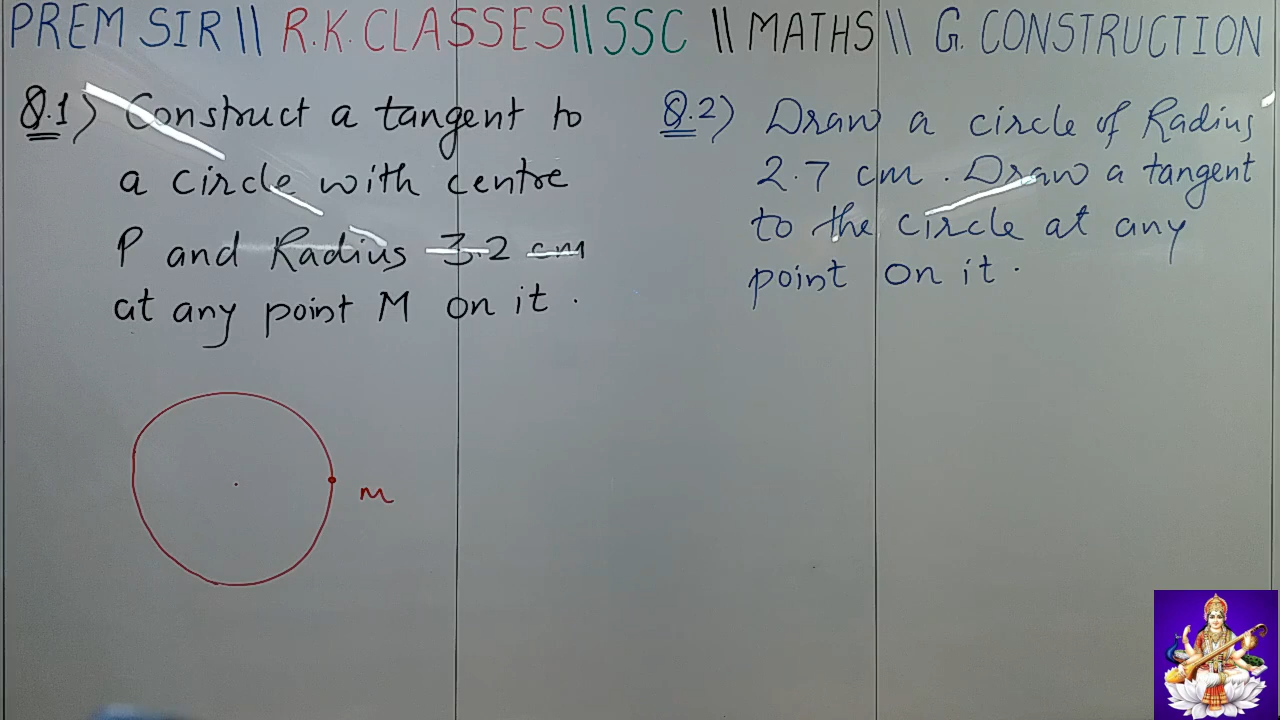 PREM SIR || R.K. CLASSES || SSC || MATHS || G. CONSTRUCTION
Q.1) Construct a tangent to
a circle with centre
P and Radius 3.2 cm
at any point M on it.
M
Q.2) Draw a circle of Radius
2.7 cm. Draw a tangent
to the circle at any
point on it.